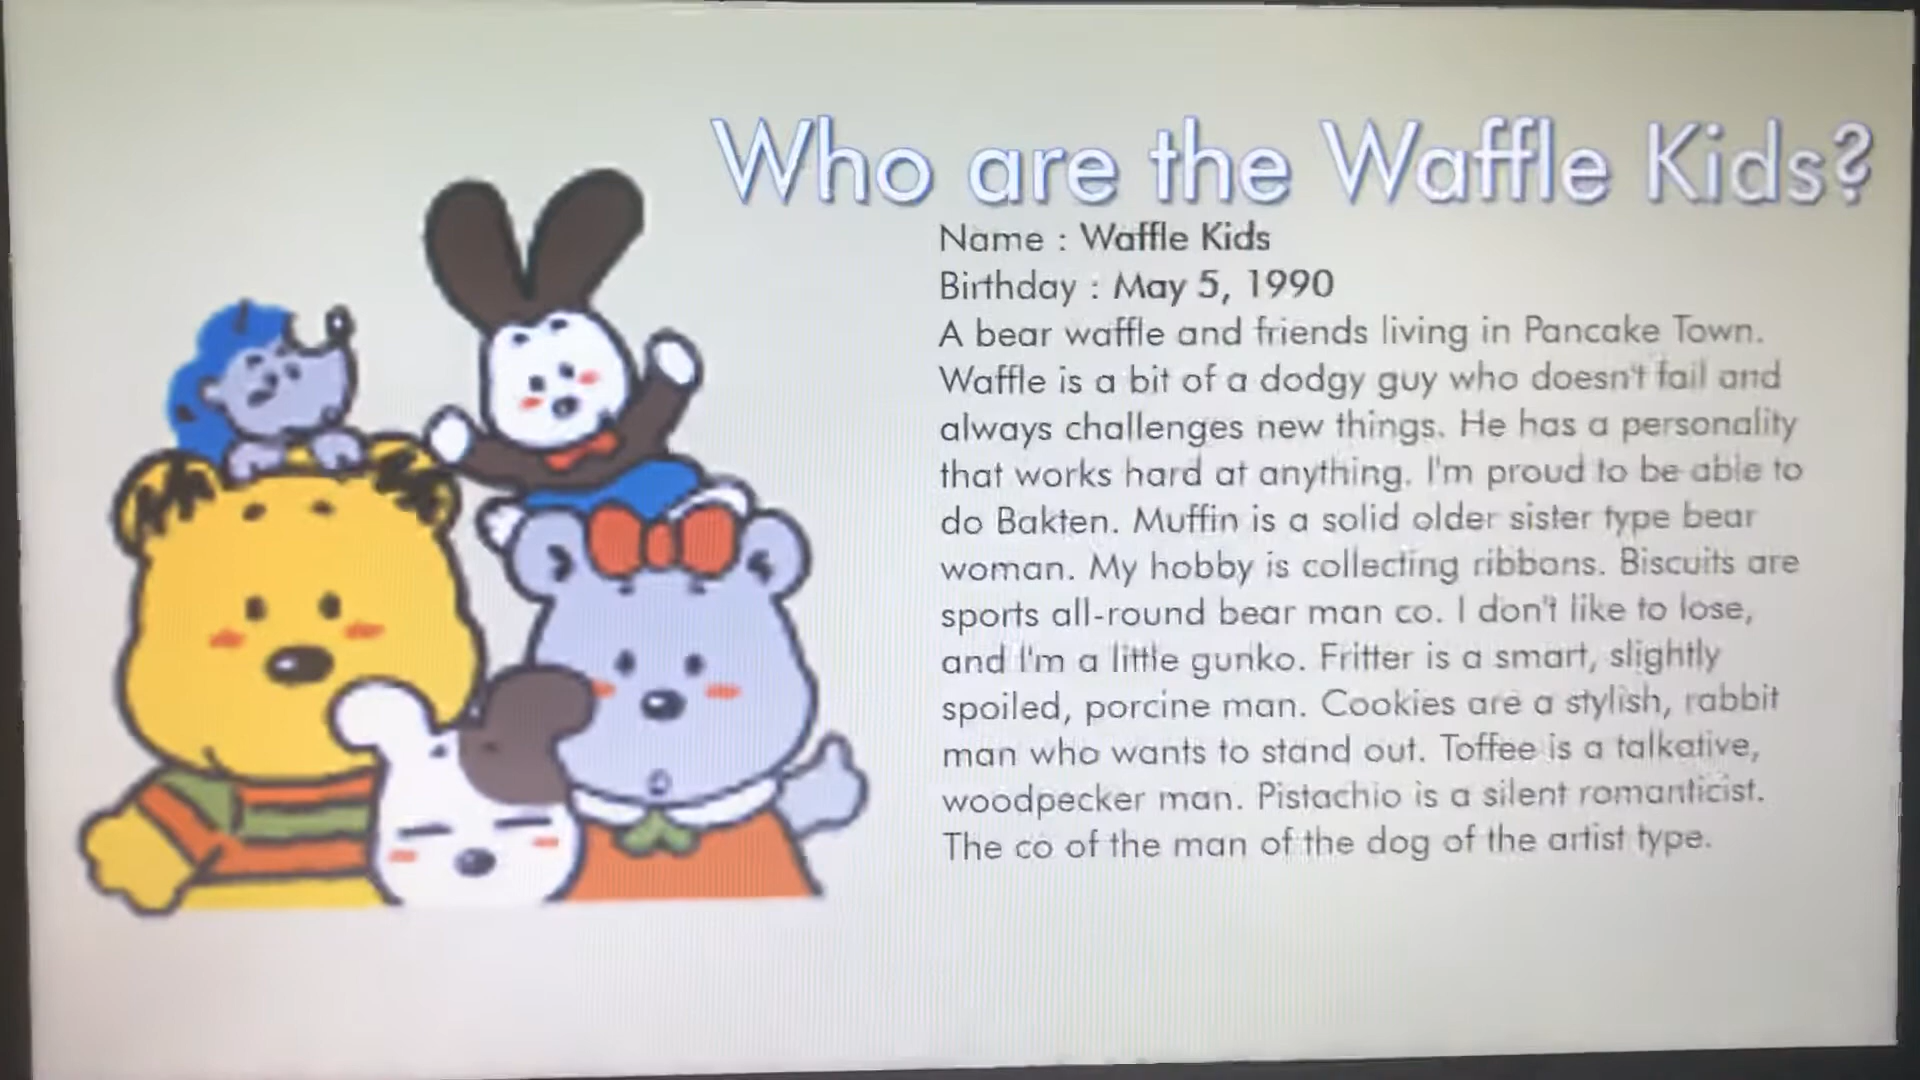 Who are the Waffle Kids?
Name : Waffle Kids
Birthday : May 5, 1990
A bear waffle and friends living in Pancake Town.
Waffle is a bit of a dodgy guy who doesn't fail and
always challenges new things. He has a personality
that works hard at anything. I'm proud to be able to
do Bakten. Muffin is a solid older sister type bear
woman. My hobby is collecting ribbons. Biscuits are
sports all-round bear man co. I don't like to lose,
and I'm a little gunko. Fritter is a smart, slightly
spoiled, porcine man. Cookies are a stylish, rabbit
man who wants to stand out. Toffee is a talkative,
woodpecker man. Pistachio is a silent romanticist.
The co of the man of the dog of the artist type.